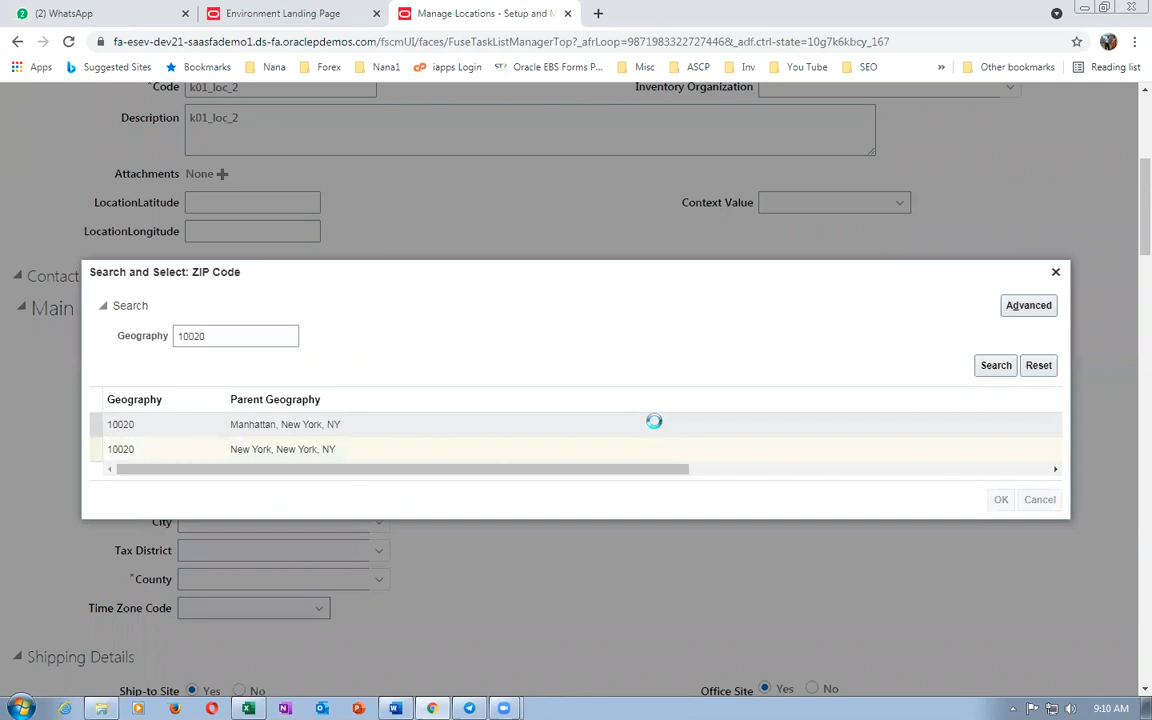 (1) WhatsApp × Environment Landing Page × Manage Locations - Setup and M × +
fa-esev-dev21-saasfademo1.ds-fa.oraclepdemos.com/fscmUI/faces/FuseTaskListManagerTop?_afrLoop=9871983322727446&_adf.ctrl-state=10g7k6kbcy_167
Apps Suggested Sites Bookmarks Nana Forex Nana1 iapps Login Oracle EBS Forms P... Misc ASCP Inv You Tube SEO » Other bookmarks Reading list
*Code k01_loc_2 Inventory Organization
Description k01_loc_2
Attachments None
LocationLatitude Context Value
LocationLongitude
Contact
Main
Search and Select: ZIP Code
Search Advanced
Geography 10020
Search Reset
Geography Parent Geography
10020 Manhattan, New York, NY
10020 New York, New York, NY
OK Cancel
City
Tax District
*County
Time Zone Code
Shipping Details
Ship-to Site Yes No Office Site Yes No
9:10 AM